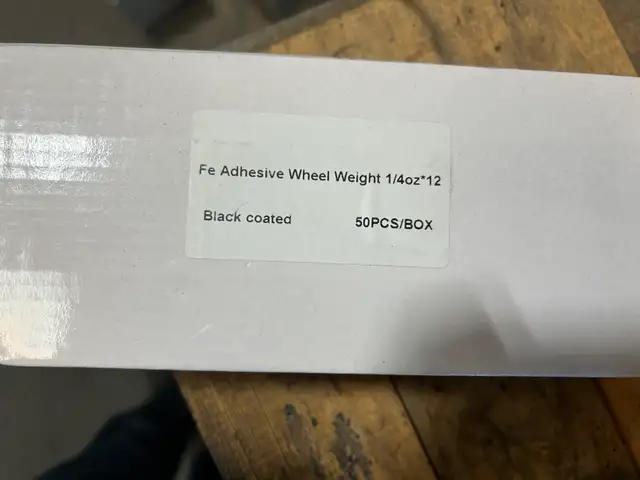 Fe Adhesive Wheel Weight 1/4oz*12
Black coated 50PCS/BOX